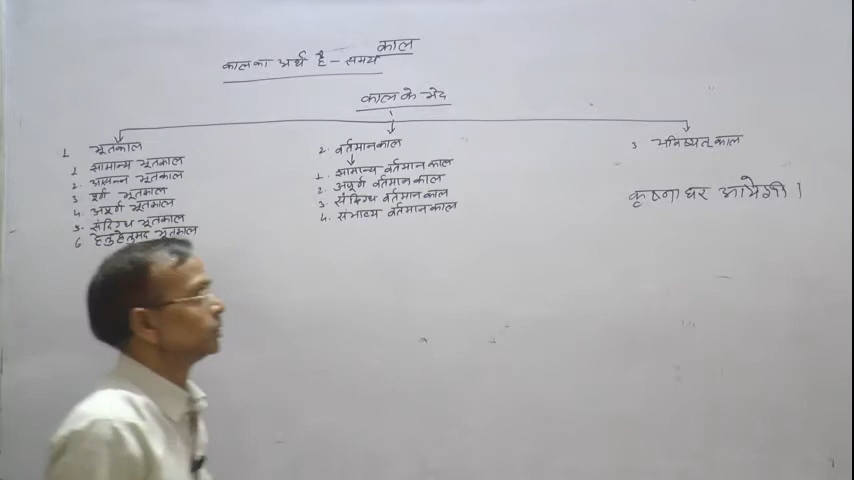 काल
काल का अर्थ है - समय
काल के भेद
1 भूतकाल
1 सामान्य भूतकाल
2. आसन्न भूतकाल
3 पूर्ण भूतकाल
4. अपूर्ण भूतकाल
5. संदिग्ध भूतकाल
6 हेतुहेतुमद भूतकाल
2. वर्तमानकाल
1. सामान्य वर्तमान काल
2. अपूर्ण वर्तमान काल
3 संदिग्ध वर्तमान काल
4. संभाव्य वर्तमान काल
3 भविष्यत् काल
कृष्णा घर आयेगी।